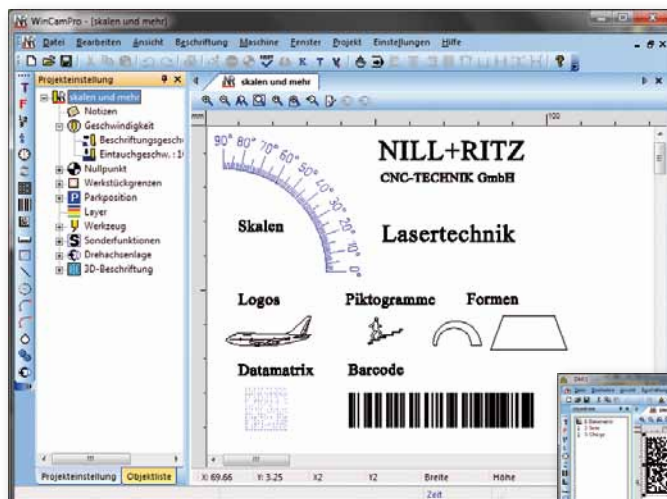 WinCamPro - [skalen und mehr]
Datei Bearbeiten Ansicht Beschriftung Maschine Fenster Projekt Einstellungen Hilfe
Projekteinstellung
skalen und mehr
skalen und mehr
Notizen
Geschwindigkeit
Beschriftungsgesch
Eintauchgeschw. : 1
Nullpunkt
Werkstückgrenzen
Parkposition
Layer
Werkzeug
Sonderfunktionen
Drehachsenlage
3D-Beschriftung
mm
100
90° 80° 70° 60° 50° 40° 30° 20° 10° 0°
NILL+RITZ
CNC-TECHNIK GmbH
Skalen
Lasertechnik
Logos Piktogramme Formen
Datamatrix Barcode
Projekteinstellung Objektliste
X: 69.66 Y: 3.25 X2 Y2 Breite Höhe
Zeit